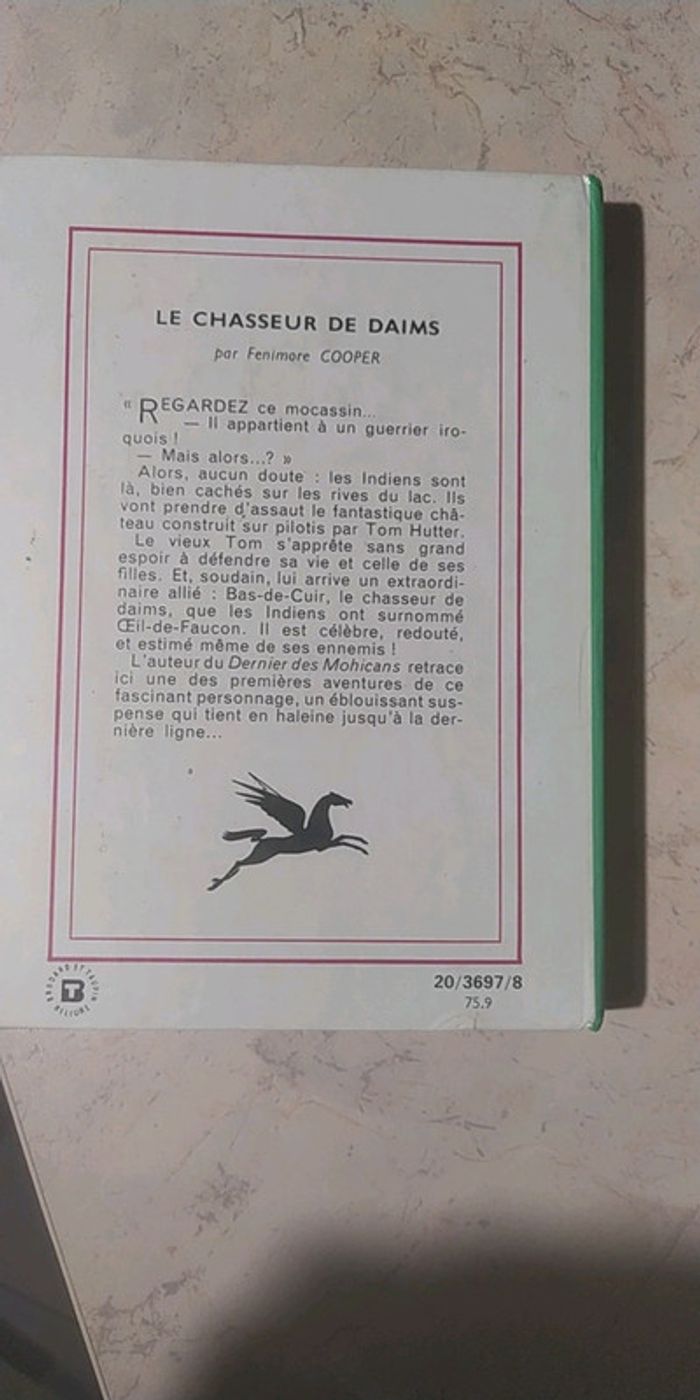 LE CHASSEUR DE DAIMS
par Fenimore COOPER
« REGARDEZ ce mocassin...
— Il appartient à un guerrier iro-
quois !
— Mais alors...? »
Alors, aucun doute : les Indiens sont
là, bien cachés sur les rives du lac. Ils
vont prendre d'assaut le fantastique châ-
teau construit sur pilotis par Tom Hutter.
Le vieux Tom s'apprête sans grand
espoir à défendre sa vie et celle de ses
filles. Et, soudain, lui arrive un extraordi-
naire allié : Bas-de-Cuir, le chasseur de
daims, que les Indiens ont surnommé
Œil-de-Faucon. Il est célèbre, redouté,
et estimé même de ses ennemis !
L'auteur du Dernier des Mohicans retrace
ici une des premières aventures de ce
fascinant personnage, un éblouissant sus-
pense qui tient en haleine jusqu'à la der-
nière ligne...
BRODARD ET TAUPIN
BT
RELIURE
20/3697/8
75.9